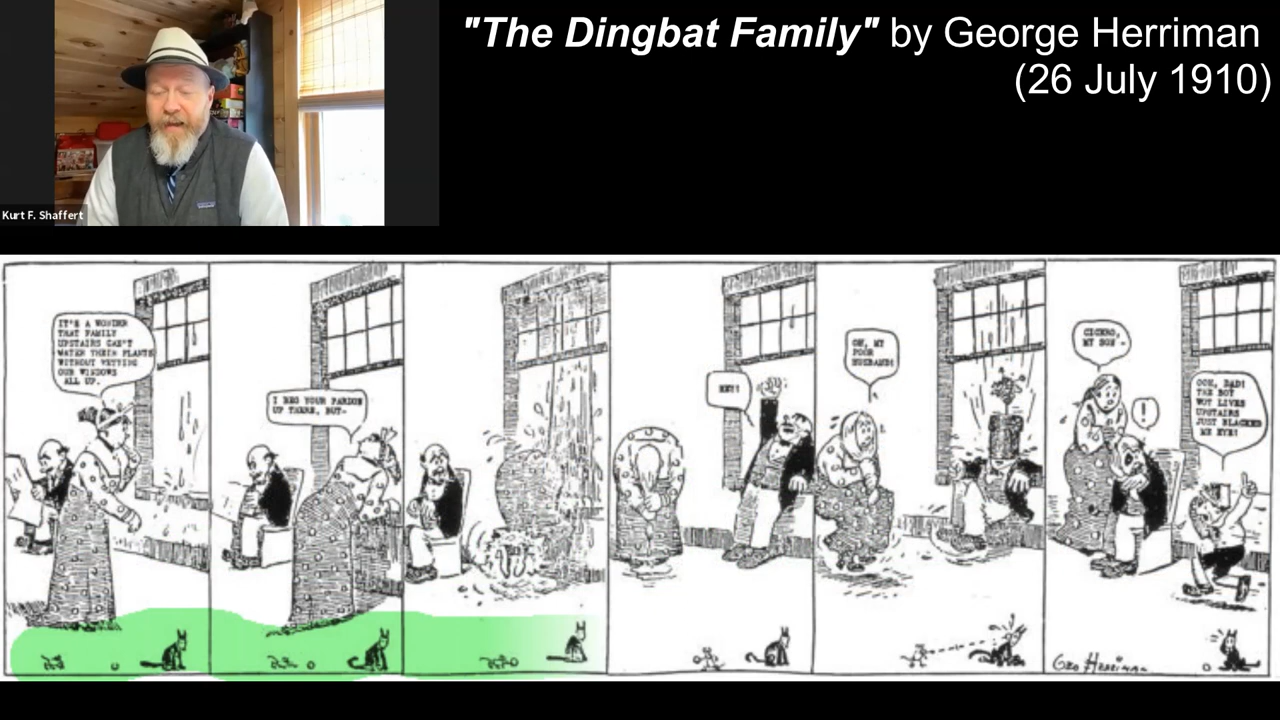 "The Dingbat Family" by George Herriman
(26 July 1910)
Kurt F. Shaffert
IT'S A WONDER
THAT FAMILY
UPSTAIRS CAN'T
WATER THEIR PLANTS
WITHOUT WETTING
OUR WINDOWS
ALL UP.
I BEG YOUR PARDON
UP THERE, BUT-
HEY!
OH, MY
POOR
HUSBAND!
CICERO,
MY SON-
!
OOH, DAD!
THE BOY
WOT LIVES
UPSTAIRS
JUST BLACKED
ME EYE!
Geo Herriman